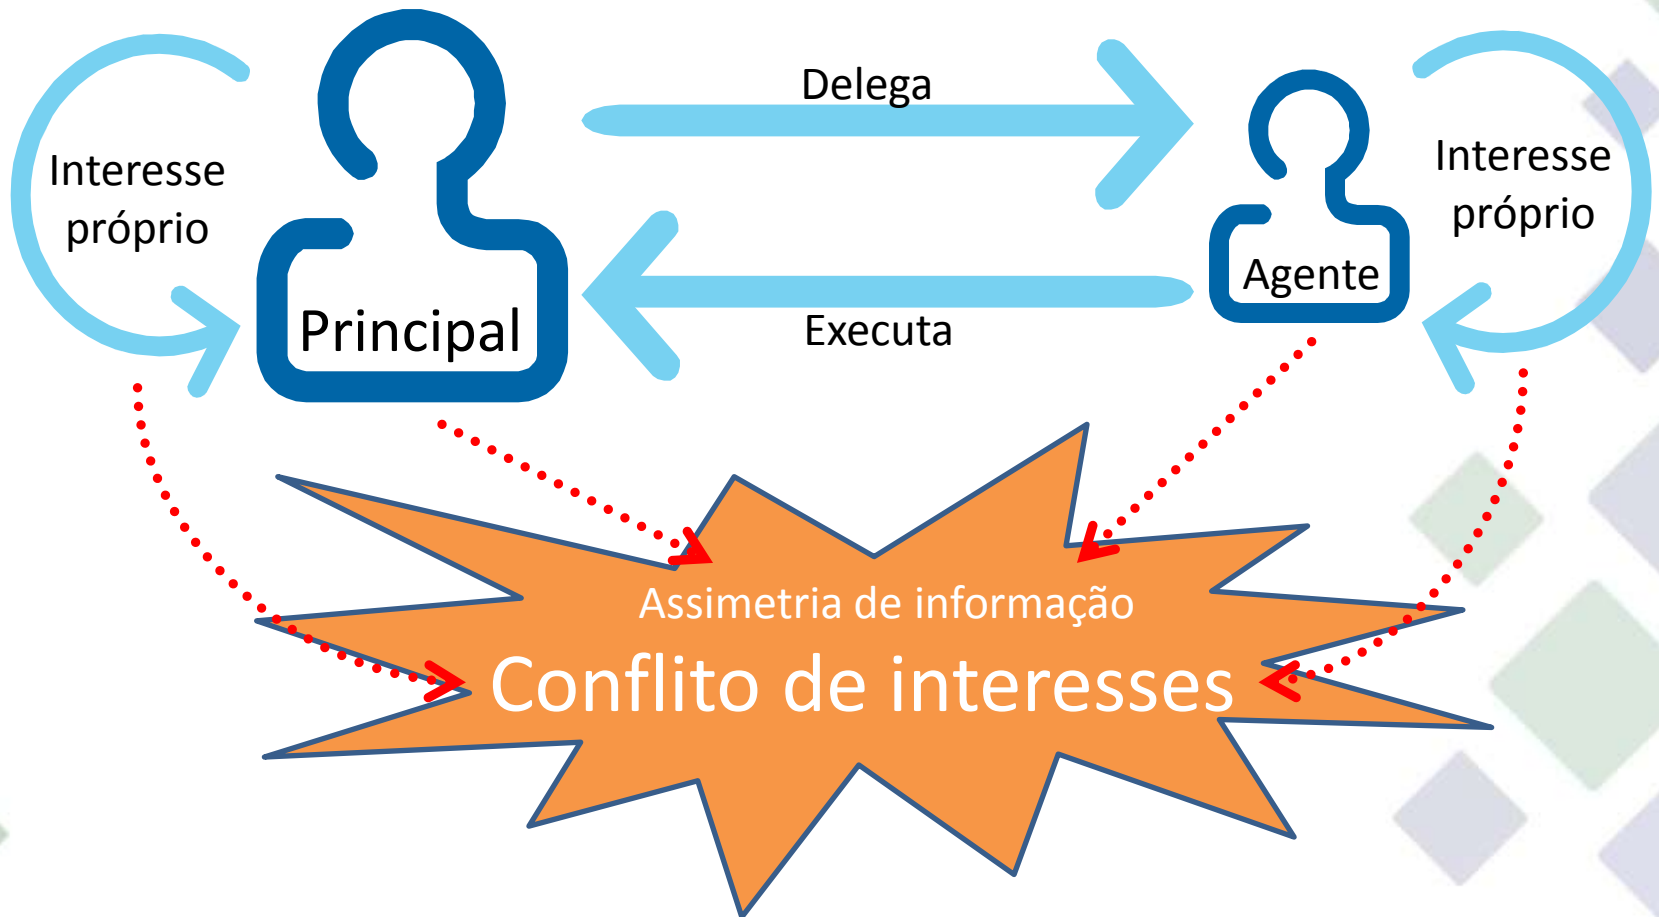 Delega
Interesse
próprio
Interesse
próprio
Agente
Principal
Executa
Assimetria de informação
Conflito de interesses